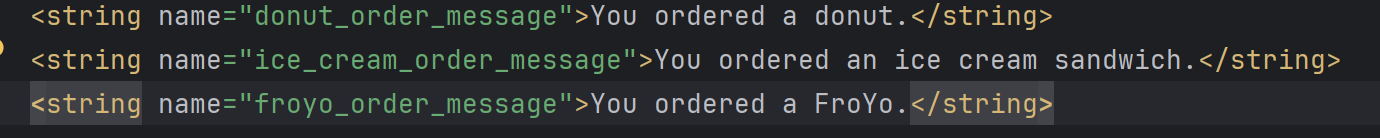 <string name="donut_order_message">You ordered a donut.</string>
<string name="ice_cream_order_message">You ordered an ice cream sandwich.</string>
<string name="froyo_order_message">You ordered a FroYo.</string>